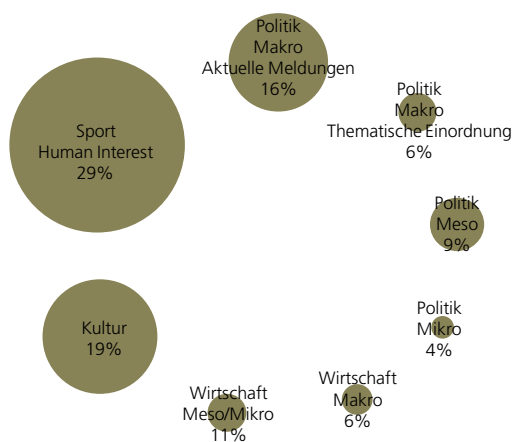 Politik
Makro
Aktuelle Meldungen
16%
Politik
Makro
Thematische Einordnung
6%
Sport
Human Interest
29%
Politik
Meso
9%
Politik
Mikro
4%
Kultur
19%
Wirtschaft
Makro
6%
Wirtschaft
Meso/Mikro
11%